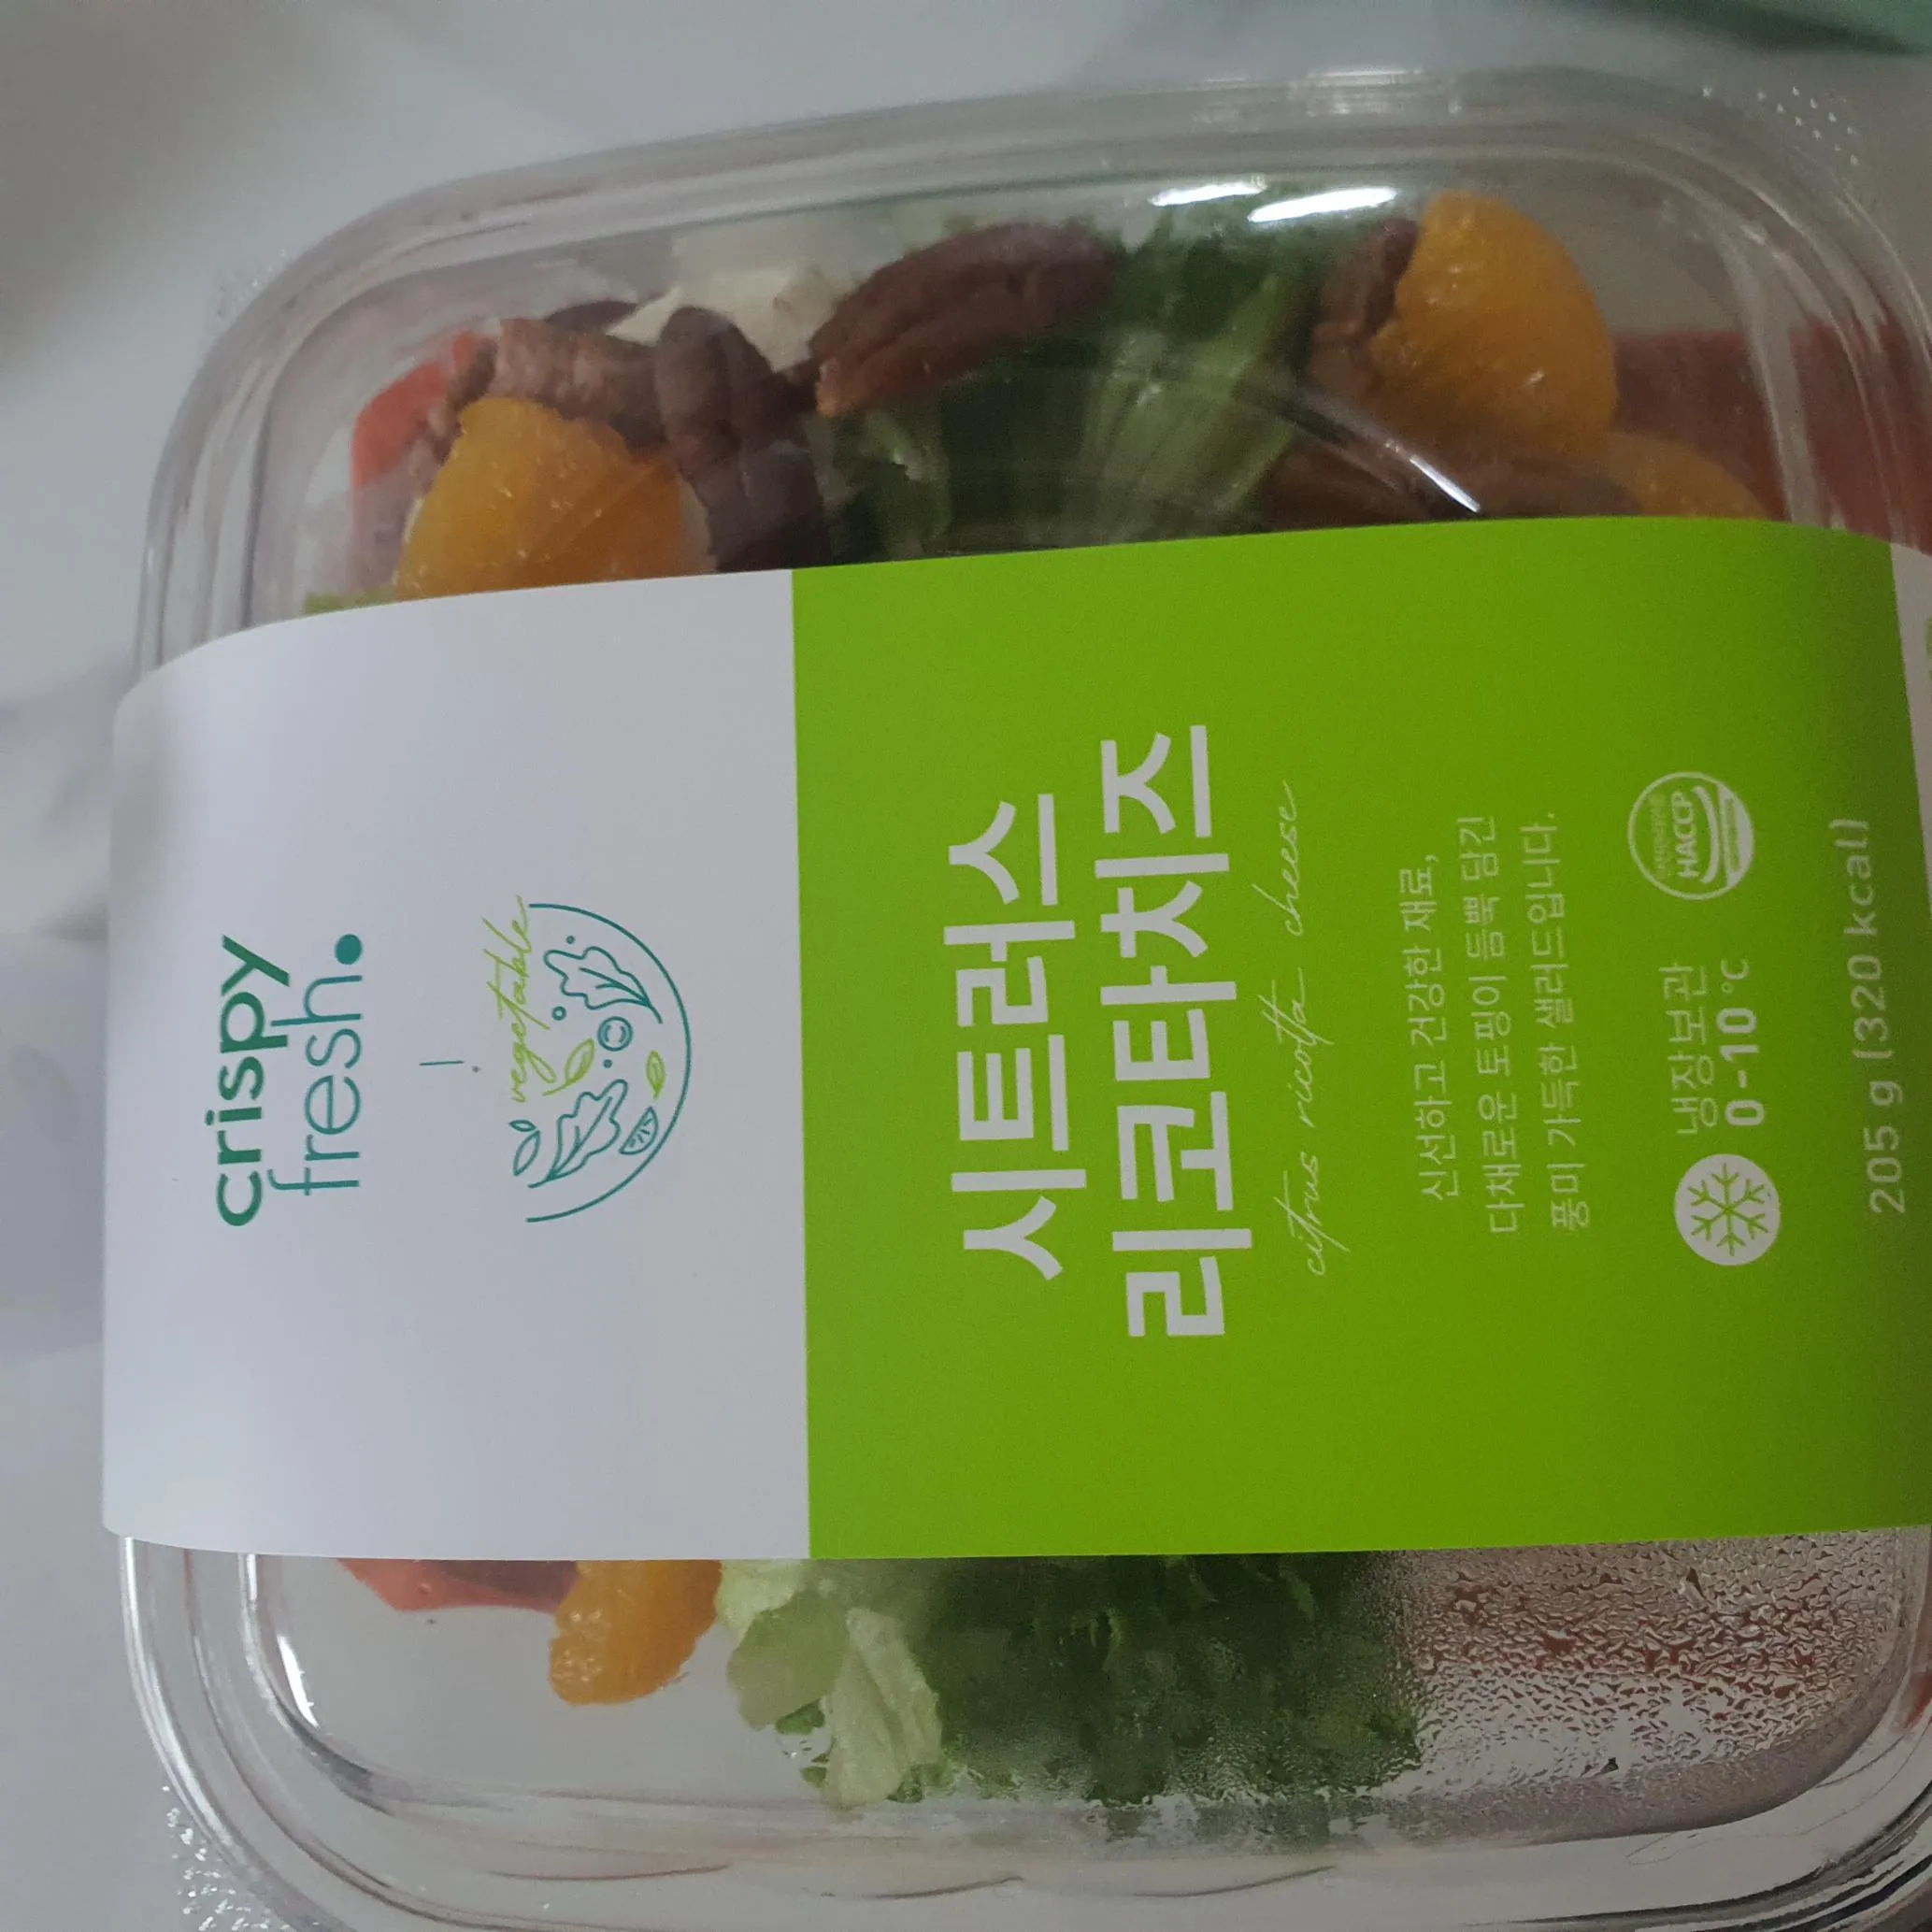 crispy
fresh.
vegetable
시트러스
리코타치즈
citrus ricotta cheese
신선하고 건강한 재료,
다채로운 토핑이 듬뿍 담긴
풍미 가득한 샐러드입니다.
냉장보관
0-10℃
HACCP
205 g (320 kcal)